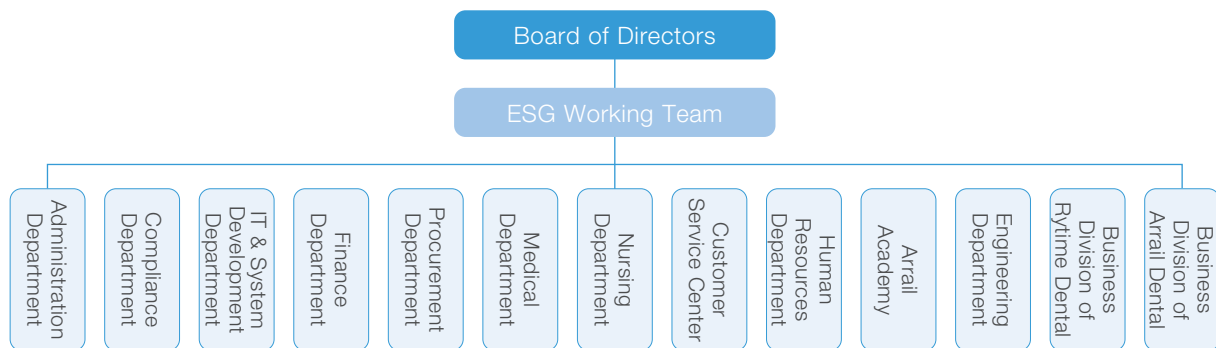 Board of Directors
ESG Working Team
Administration
Department
Compliance
Department
IT & System
Development
Department
Finance
Department
Procurement
Department
Medical
Department
Nursing
Department
Customer
Service Center
Human
Resources
Department
Arrail
Academy
Engineering
Department
Business
Division of
Rytime Dental
Business
Division of
Arrail Dental